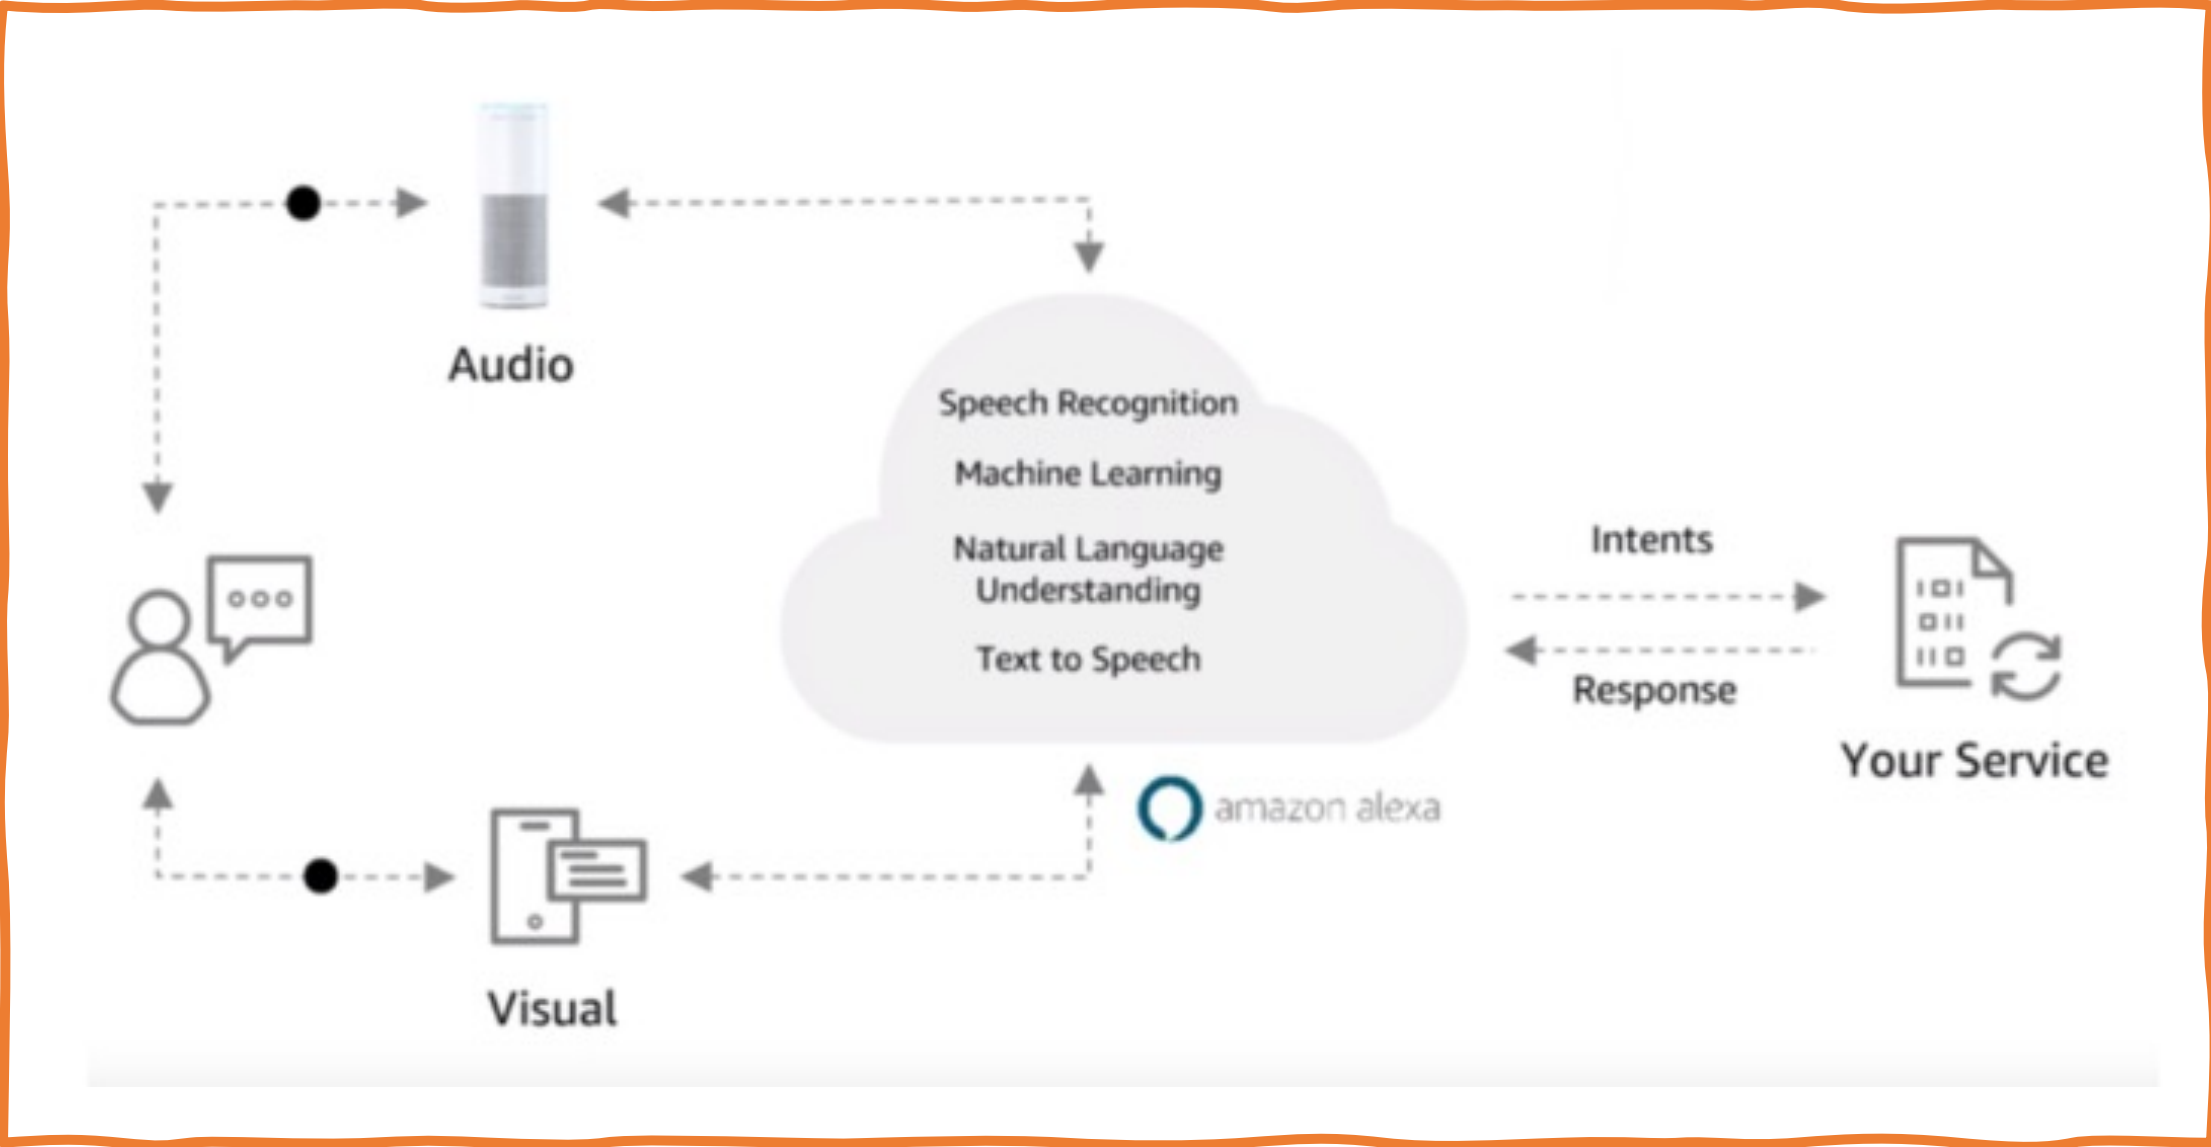 Audio
Speech Recognition
Machine Learning
Natural Language
Understanding
Text to Speech
Intents
Response
Your Service
amazon alexa
Visual